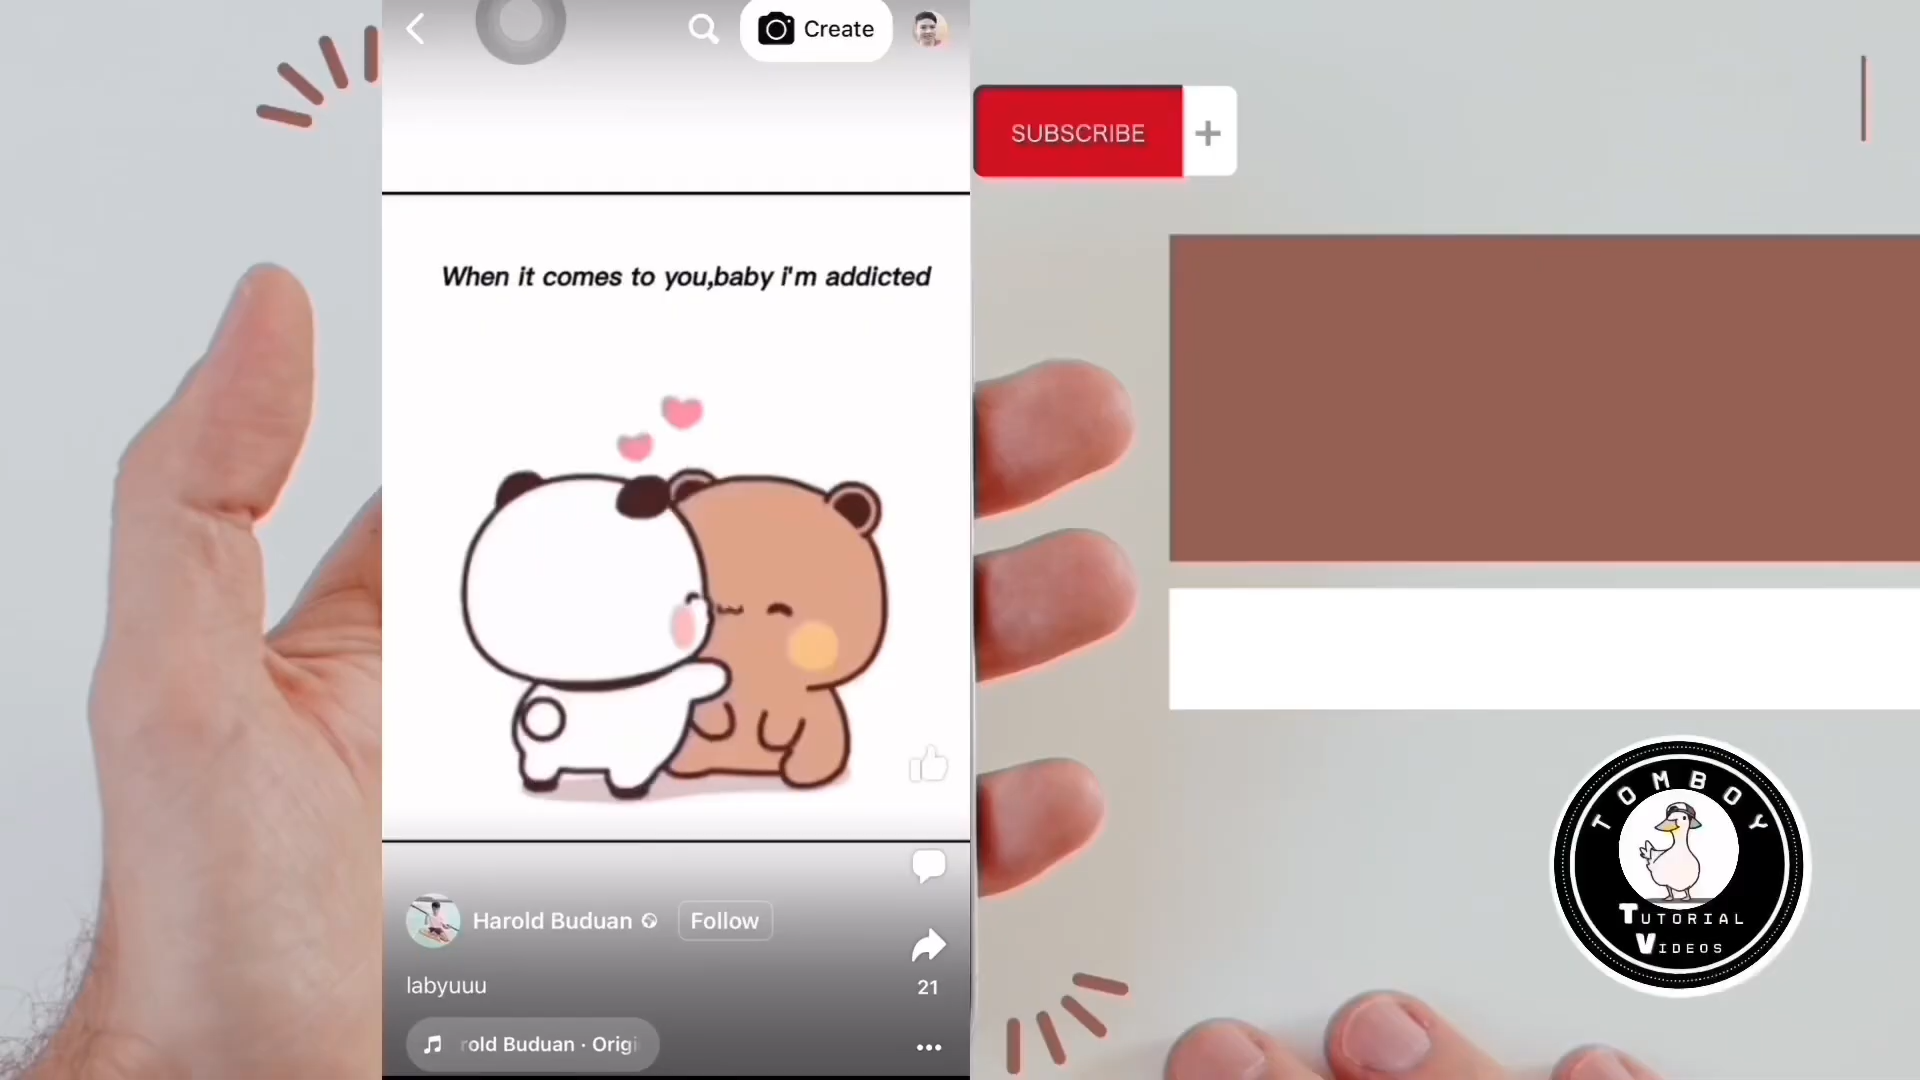 Create
SUBSCRIBE
+
When it comes to you,baby i'm addicted
Harold Buduan
Follow
labyuuu
21
rold Buduan · Origi
TOMBOY
TUTORIAL
VIDEOS